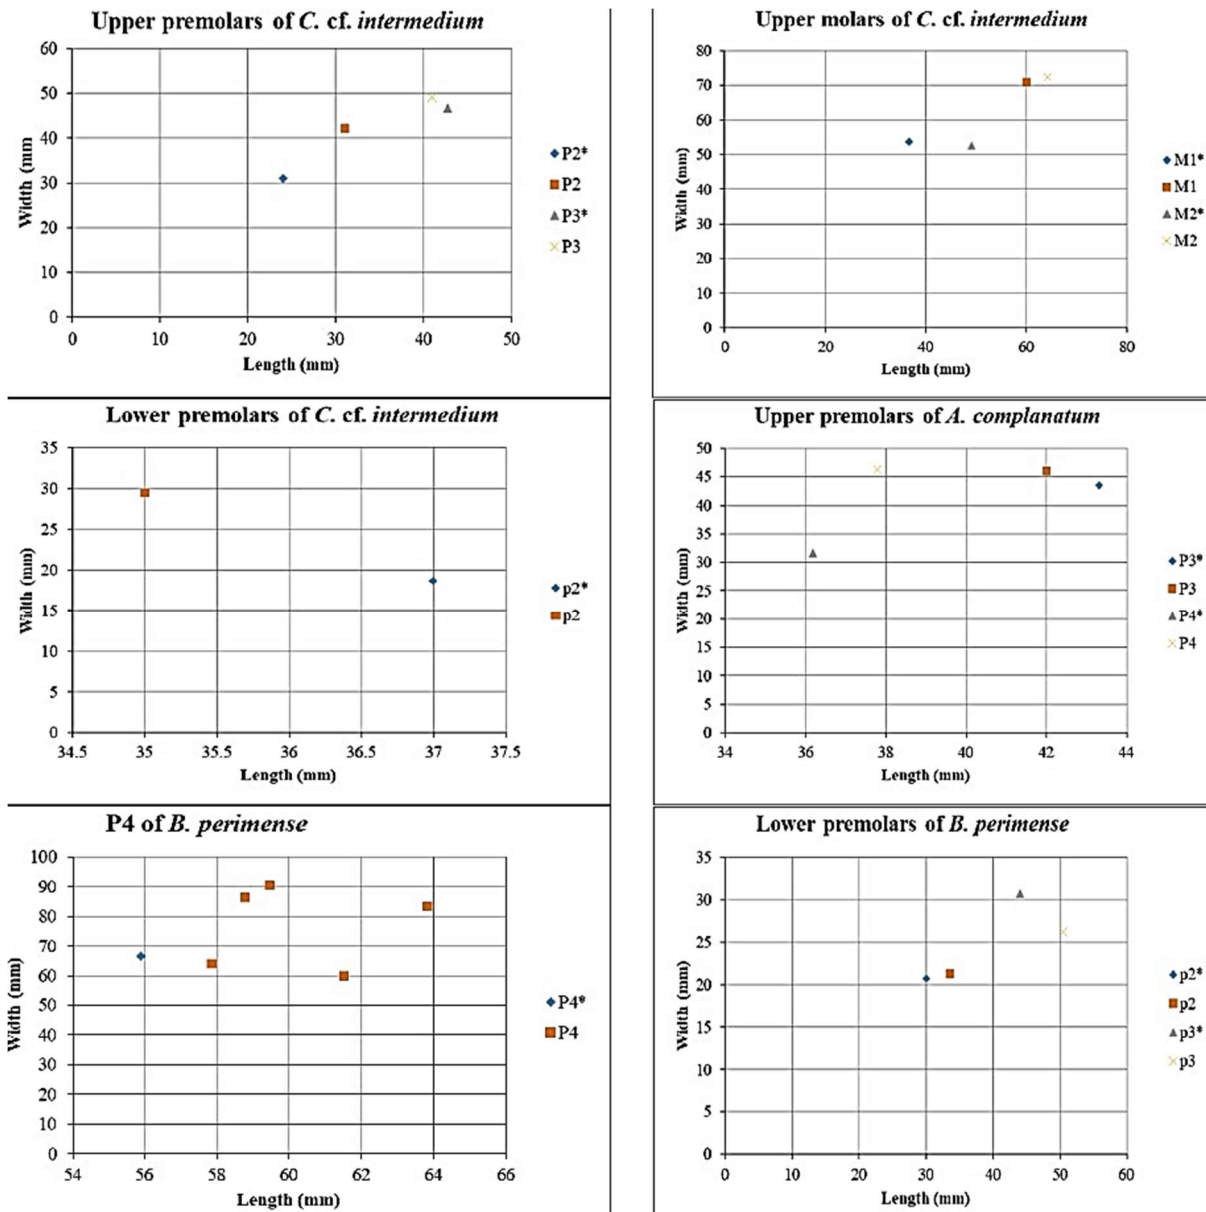 Upper premolars of C. cf. intermedium
60
50
40
30
20
10
0
0 10 20 30 40 50
Width (mm
Length (mm)
P2*
P2
P3*
P3
Upper molars of C. cf. intermedium
80
70
60
50
40
30
20
10
0
0 20 40 60 80
Width (mm)
Length (mm)
M1*
M1
M2*
M2
Lower premolars of C. cf. intermedium
35
30
25
20
15
10
5
0
34.5 35 35.5 36 36.5 37 37.5
Width (mm)
Length (mm)
p2*
p2
Upper premolars of A. complanatum
50
45
40
35
30
25
20
15
10
5
0
34 36 38 40 42 44
Width (mm)
Length (mm)
P3*
P3
P4*
P4
P4 of B. perimense
100
90
80
70
60
50
40
30
20
10
0
54 56 58 60 62 64 66
Width (mm)
Length (mm)
P4*
P4
Lower premolars of B. perimense
35
30
25
20
15
10
5
0
0 10 20 30 40 50 60
Width (mm)
Length (mm)
p2*
p2
p3*
p3